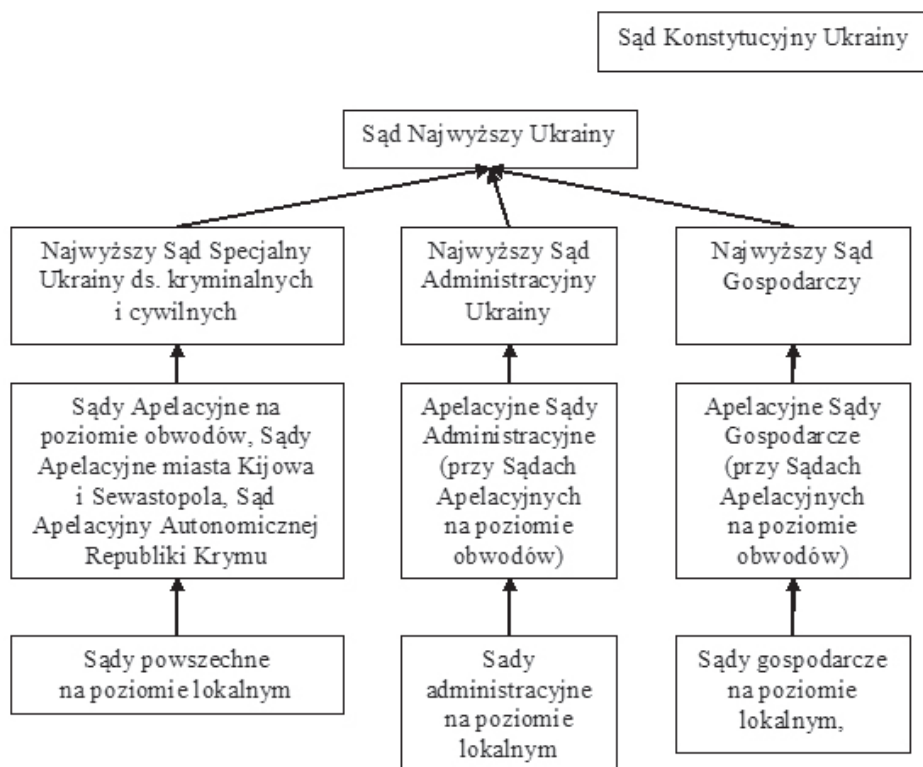 Sąd Konstytucyjny Ukrainy
Sąd Najwyższy Ukrainy
Najwyższy Sąd Specjalny
Ukrainy ds. kryminalnych
i cywilnych
Najwyższy Sąd
Administracyjny
Ukrainy
Najwyższy Sąd
Gospodarczy
Sądy Apelacyjne na
poziomie obwodów, Sądy
Apelacyjne miasta Kijowa
i Sewastopola, Sąd
Apelacyjny Autonomicznej
Republiki Krymu
Apelacyjne Sądy
Administracyjne
(przy Sądach
Apelacyjnych
na poziomie
obwodów)
Apelacyjne Sądy
Gospodarcze
(przy Sądach
Apelacyjnych
na poziomie
obwodów)
Sądy powszechne
na poziomie lokalnym
Sady
administracyjne
na poziomie
lokalnym
Sądy gospodarcze
na poziomie
lokalnym,